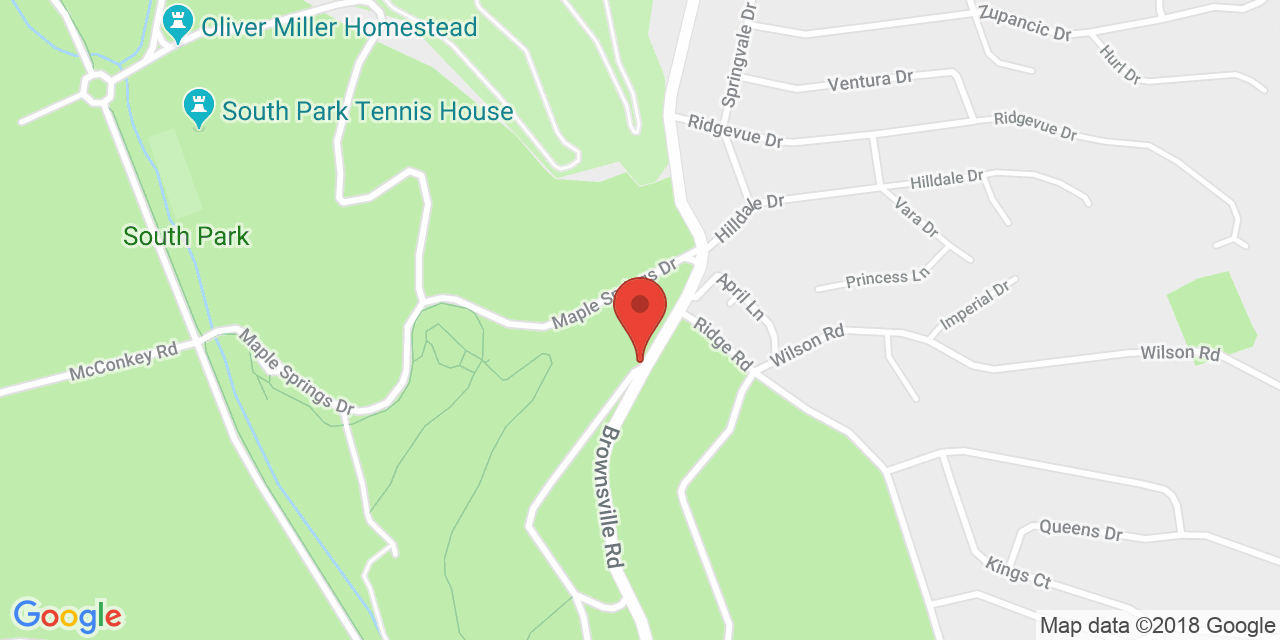 Oliver Miller Homestead
South Park Tennis House
South Park
Springvale Dr
Zupancic Dr
Hurl Dr
Ventura Dr
Ridgevue Dr
Ridgevue Dr
Hilldale Dr
Hilldale Dr
Vara Dr
Princess Ln
Imperial Dr
April Ln
Maple Springs Dr
Ridge Rd
Wilson Rd
Wilson Rd
McConkey Rd
Maple Springs Dr
Brownsville Rd
Queens Dr
Kings Ct
Google
Map data ©2018 Google